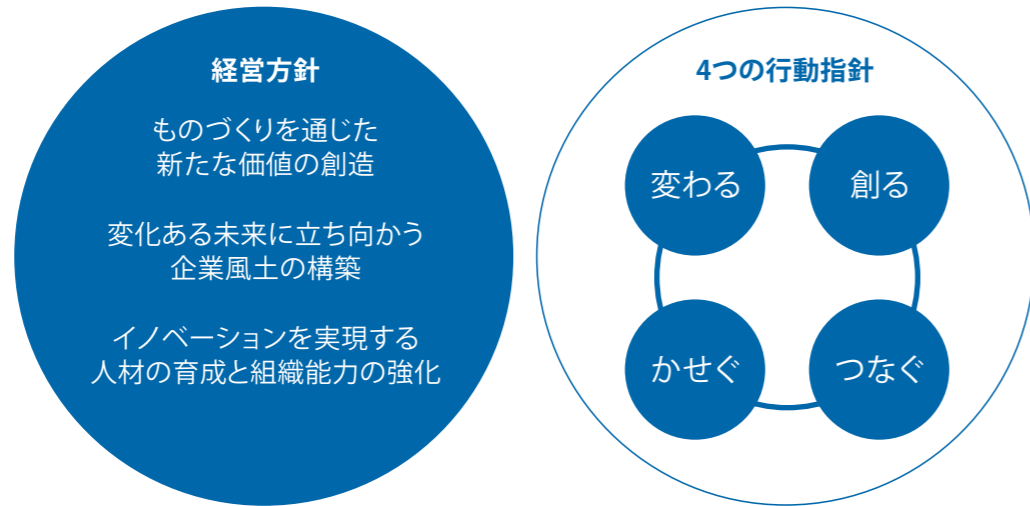 経営方針
ものづくりを通じた
新たな価値の創造
変化ある未来に立ち向かう
企業風土の構築
イノベーションを実現する
人材の育成と組織能力の強化
4つの行動指針
変わる
創る
かせぐ
つなぐ